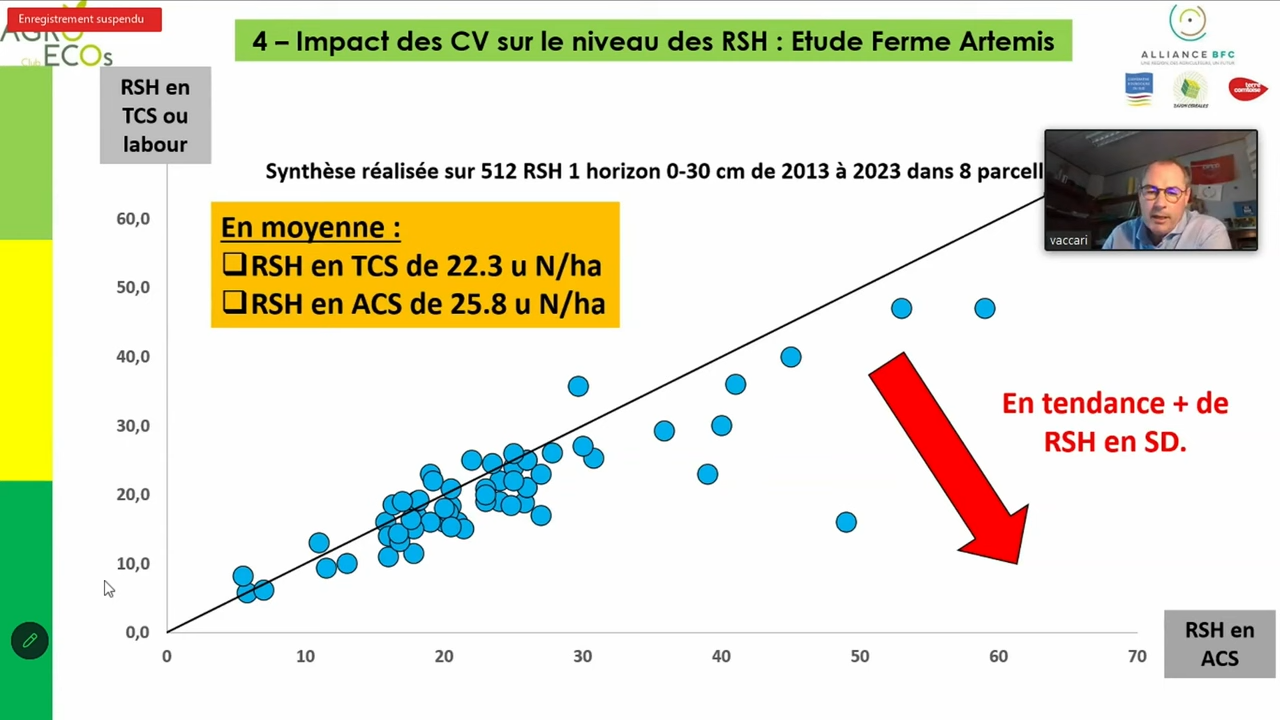 Enregistrement suspendu
AGRO
Club ECOs
4 – Impact des CV sur le niveau des RSH : Etude Ferme Artemis
ALLIANCE BFC
RSH en
TCS ou
labour
Synthèse réalisée sur 512 RSH 1 horizon 0-30 cm de 2013 à 2023 dans 8 parcell
vaccari
En moyenne :
❑RSH en TCS de 22.3 u N/ha
❑RSH en ACS de 25.8 u N/ha
60,0
50,0
40,0
30,0
20,0
10,0
0,0
En tendance + de
RSH en SD.
0 10 20 30 40 50 60 70
RSH en
ACS